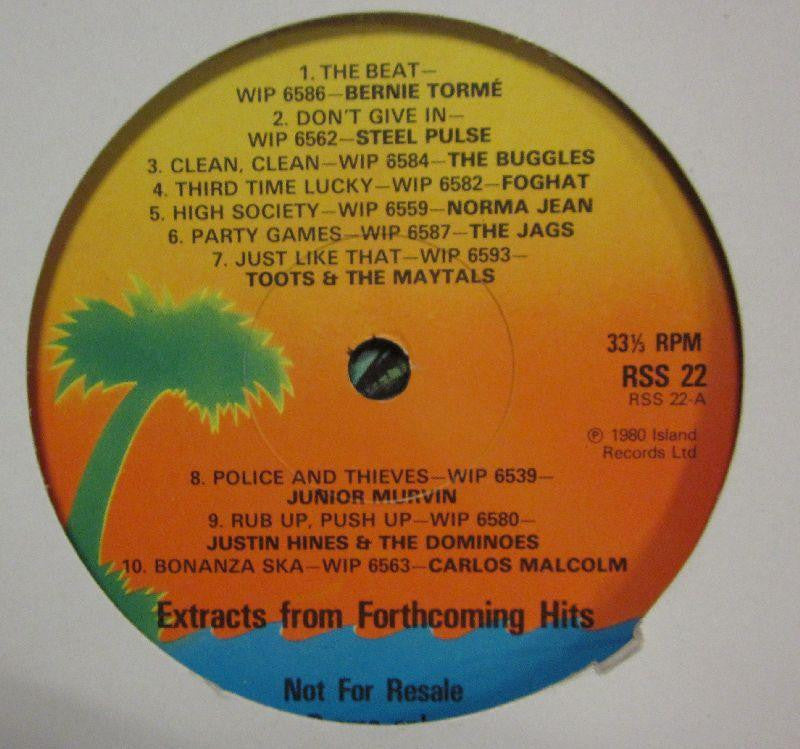 1. THE BEAT—
WIP 6586—BERNIE TORMÉ
2. DON'T GIVE IN—
WIP 6562—STEEL PULSE
3. CLEAN, CLEAN—WIP 6584—THE BUGGLES
4. THIRD TIME LUCKY—WIP 6582—FOGHAT
5. HIGH SOCIETY—WIP 6559—NORMA JEAN
6. PARTY GAMES—WIP 6587—THE JAGS
7. JUST LIKE THAT—WIP 6593—
TOOTS & THE MAYTALS
33⅓ RPM
RSS 22
RSS 22-A
℗ 1980 Island
Records Ltd
8. POLICE AND THIEVES—WIP 6539—
JUNIOR MURVIN
9. RUB UP, PUSH UP—WIP 6580—
JUSTIN HINES & THE DOMINOES
10. BONANZA SKA—WIP 6563—CARLOS MALCOLM
Extracts from Forthcoming Hits
Not For Resale